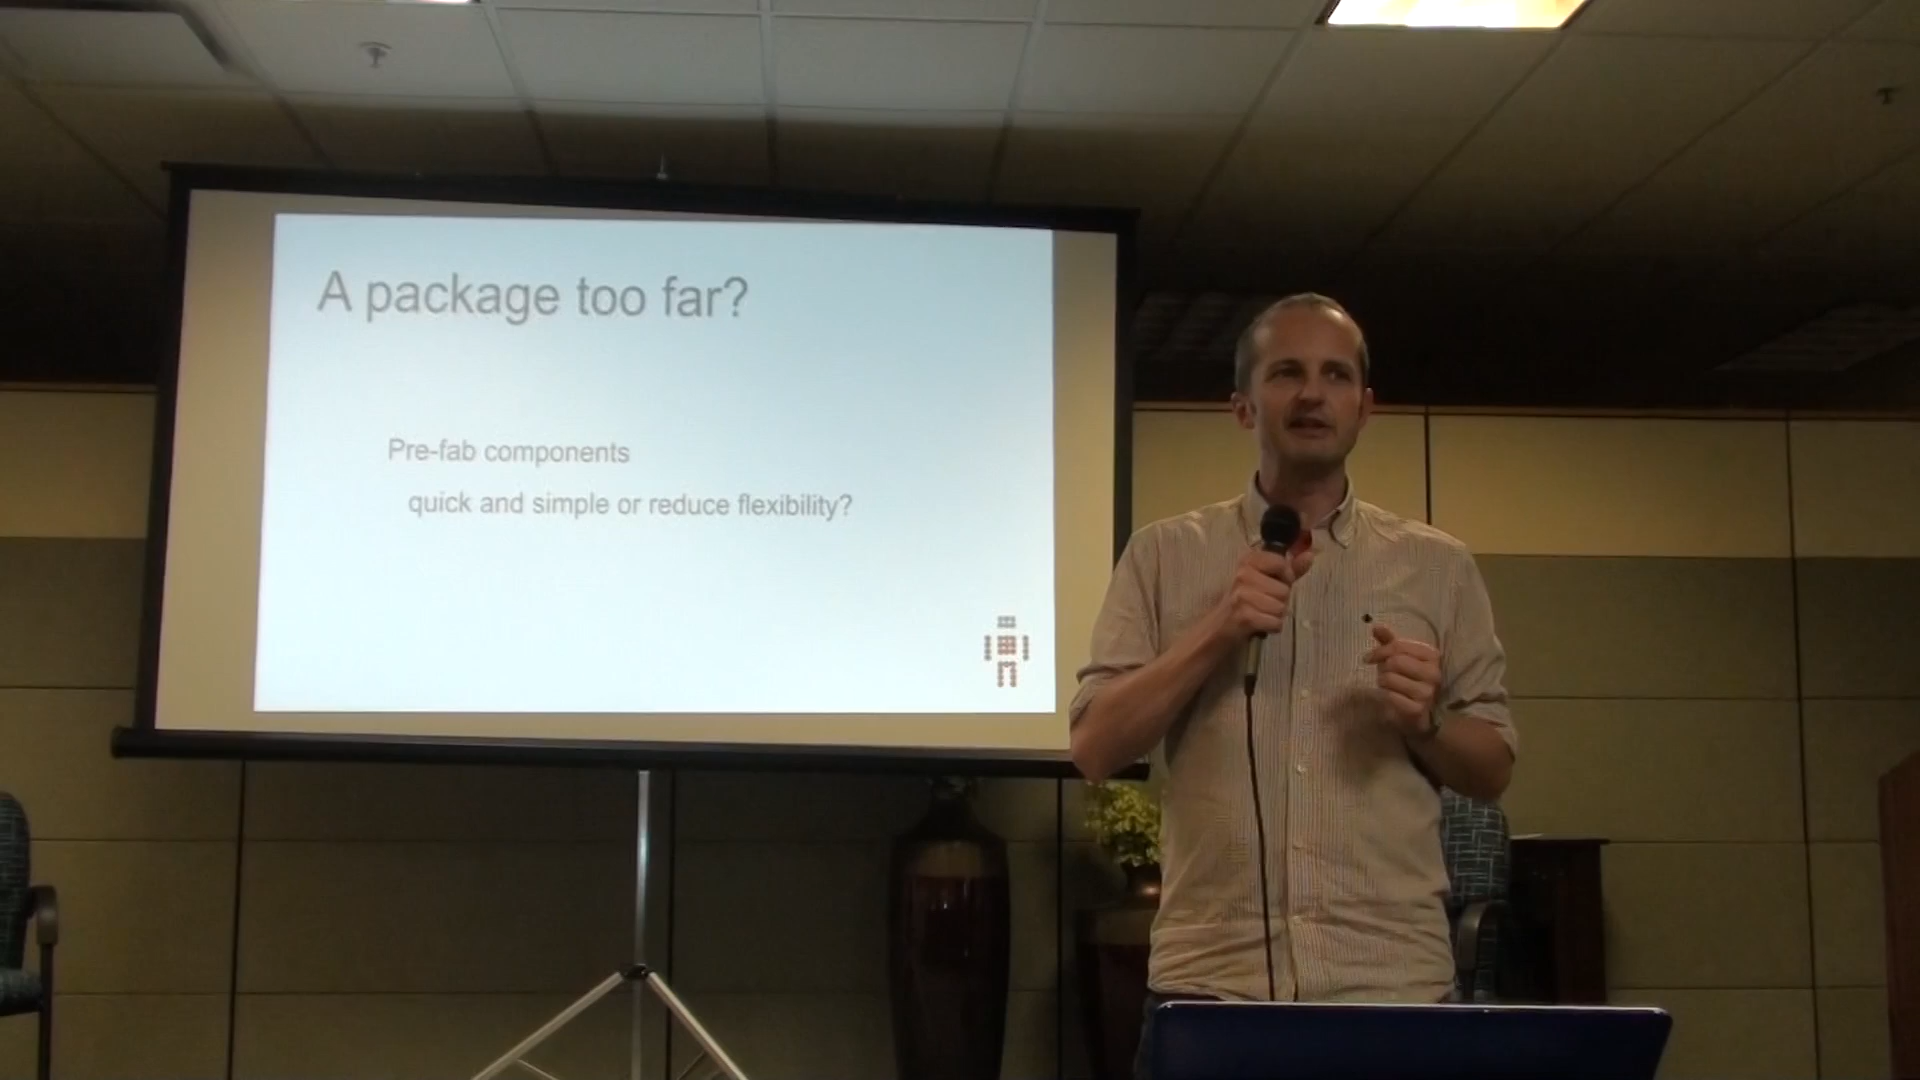 A package too far?
Pre-fab components
quick and simple or reduce flexibility?